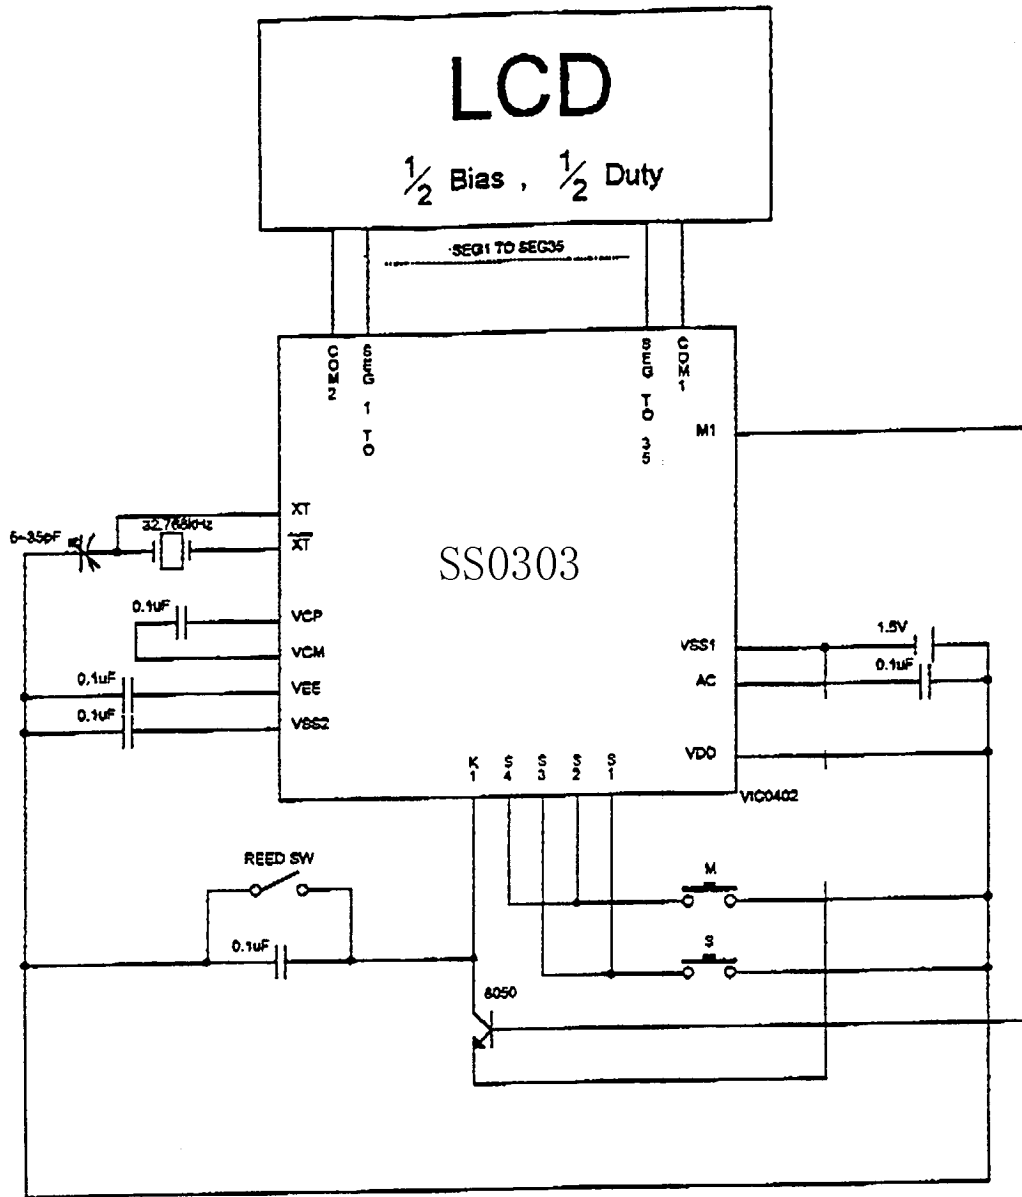 LCD
1/2 Bias , 1/2 Duty
SEG1 TO SEG35
COM2
SEG 1 TO
SEG TO 35
COM1
M1
XT
5~35pF
32.768kHz
XT
SS0303
0.1uF
VCP
VCM
VSS1
1.5V
0.1uF
VEE
AC
0.1uF
0.1uF
VSS2
VDD
K1
S4
S3
S2
S1
VIC0402
REED SW
M
0.1uF
S
8050